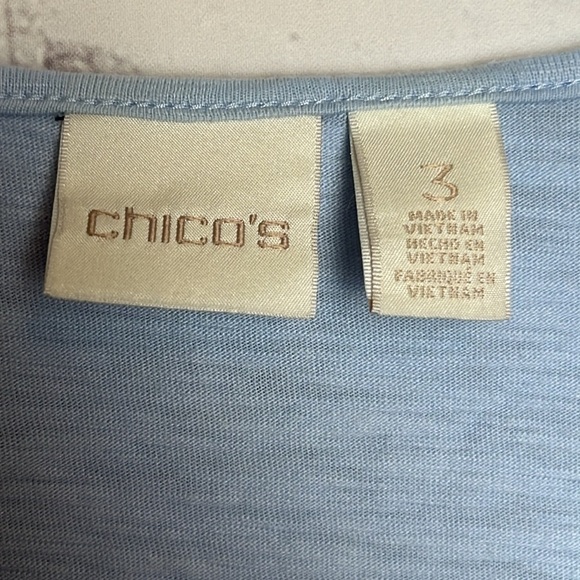 chico's
3
MADE IN
VIETNAM
HECHO EN
VIETNAM
FABRIQUÉ EN
VIETNAM